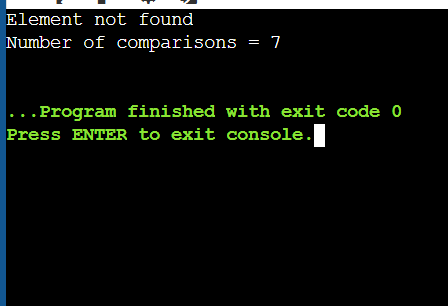 Element not found
Number of comparisons = 7
...Program finished with exit code 0
Press ENTER to exit console.